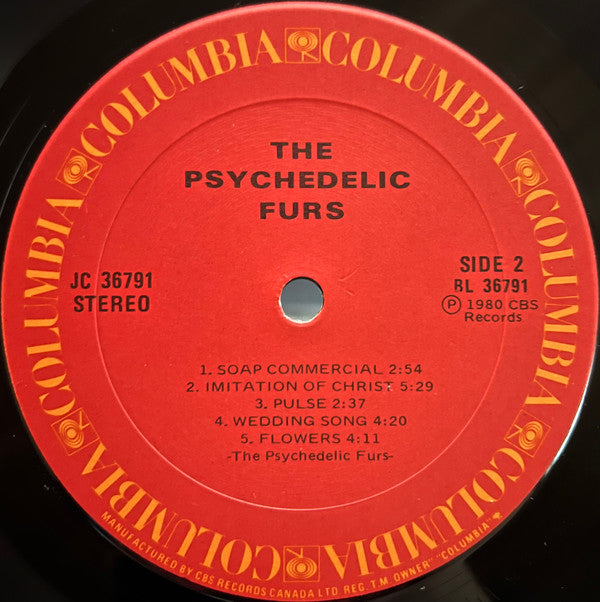 COLUMBIA COLUMBIA COLUMBIA COLUMBIA COLUMBIA COLUMBIA COLUMBIA COLUMBIA
THE
PSYCHEDELIC
FURS
JC 36791
STEREO
SIDE 2
BL 36791
℗ 1980 CBS
Records
1. SOAP COMMERCIAL 2:54
2. IMITATION OF CHRIST 5:29
3. PULSE 2:37
4. WEDDING SONG 4:20
5. FLOWERS 4:11
-The Psychedelic Furs-
MANUFACTURED BY CBS RECORDS CANADA LTD REG. T.M OWNER "COLUMBIA"